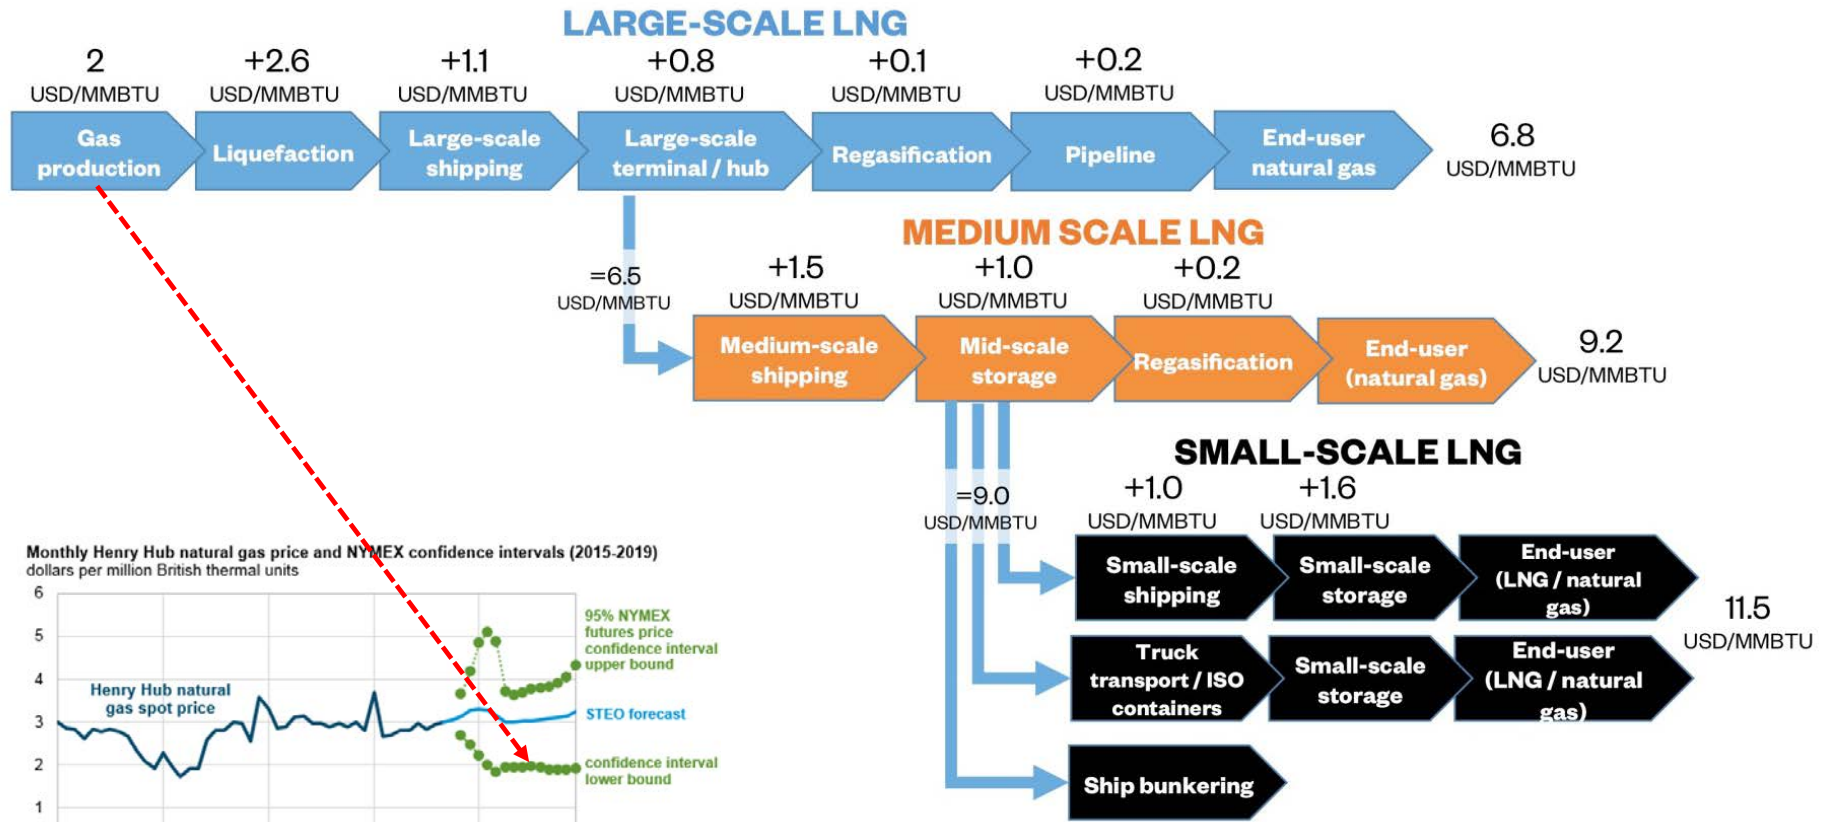 LARGE-SCALE LNG
2
USD/MMBTU
+2.6
USD/MMBTU
+1.1
USD/MMBTU
+0.8
USD/MMBTU
+0.1
USD/MMBTU
+0.2
USD/MMBTU
Gas
production
Liquefaction
Large-scale
shipping
Large-scale
terminal / hub
Regasification
Pipeline
End-user
natural gas
6.8
USD/MMBTU
MEDIUM SCALE LNG
=6.5
USD/MMBTU
+1.5
USD/MMBTU
+1.0
USD/MMBTU
+0.2
USD/MMBTU
Medium-scale
shipping
Mid-scale
storage
Regasification
End-user
(natural gas)
9.2
USD/MMBTU
SMALL-SCALE LNG
=9.0
USD/MMBTU
+1.0
USD/MMBTU
+1.6
USD/MMBTU
Small-scale
shipping
Small-scale
storage
End-user
(LNG / natural
gas)
Truck
transport / ISO
containers
Small-scale
storage
End-user
(LNG / natural
gas)
11.5
USD/MMBTU
Ship bunkering
Monthly Henry Hub natural gas price and NYMEX confidence intervals (2015-2019)
dollars per million British thermal units
6
5
4
3
2
1
Henry Hub natural
gas spot price
95% NYMEX
futures price
confidence interval
upper bound
STEO forecast
confidence interval
lower bound